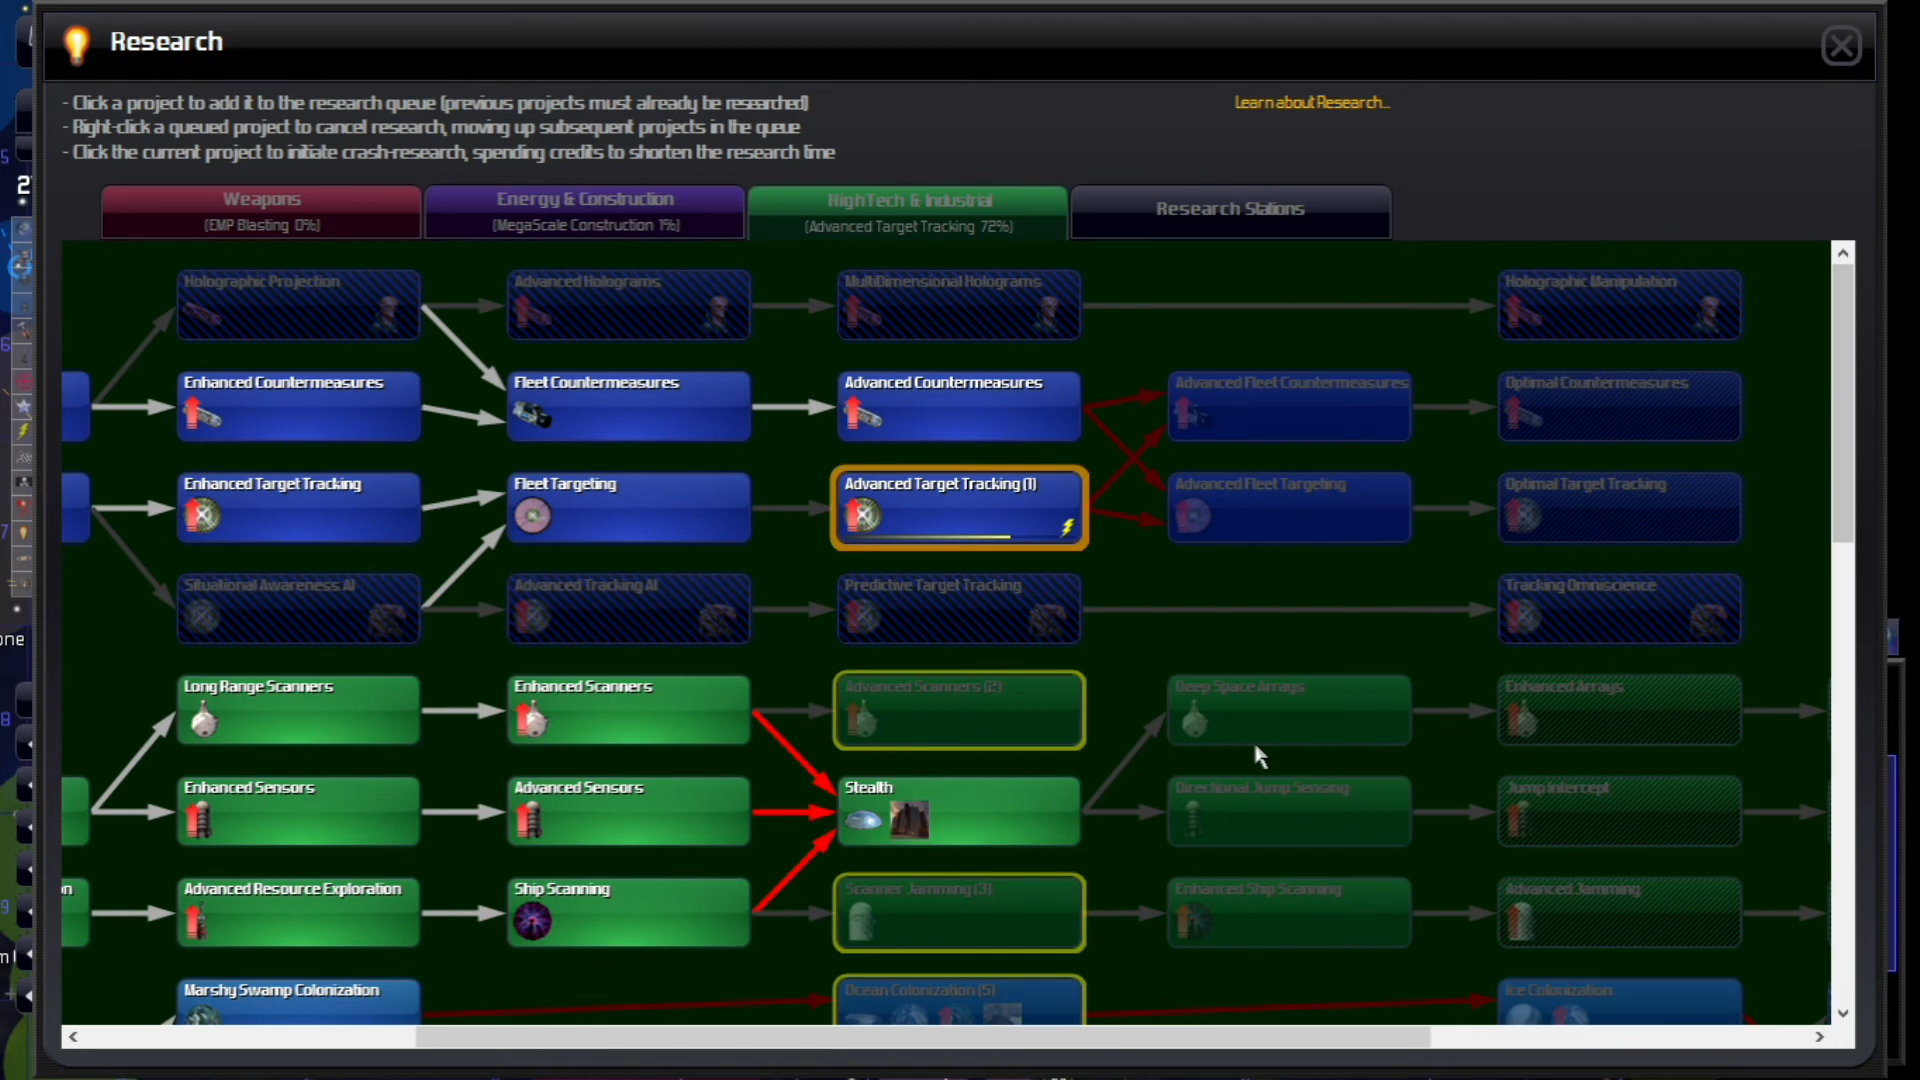 Research
- Click a project to add it to the research queue (previous projects must already be researched)
Learn about Research...
- Right-click a queued project to cancel research, moving up subsequent projects in the queue
- Click the current project to initiate crash-research, spending credits to shorten the research time
Weapons
(EMP Blasting 0%)
Energy & Construction
(MegaScale Construction 1%)
HighTech & Industrial
(Advanced Target Tracking 72%)
Research Stations
Holographic Projection
Advanced Holograms
MultiDimensional Holograms
Holographic Manipulation
Enhanced Countermeasures
Fleet Countermeasures
Advanced Countermeasures
Advanced Fleet Countermeasures
Optimal Countermeasures
Enhanced Target Tracking
Fleet Targeting
Advanced Target Tracking (1)
Advanced Fleet Targeting
Optimal Target Tracking
Situational Awareness AI
Advanced Tracking AI
Predictive Target Tracking
Tracking Omniscience
Long Range Scanners
Enhanced Scanners
Advanced Scanners (2)
Deep Space Arrays
Enhanced Arrays
Enhanced Sensors
Advanced Sensors
Stealth
Directional Jump Sensing
Jump Intercept
on
Advanced Resource Exploration
Ship Scanning
Scanner Jamming (3)
Enhanced Ship Scanning
Advanced Jamming
Marshy Swamp Colonization
Ocean Colonization (5)
Ice Colonization
5
6
7
8
9
one